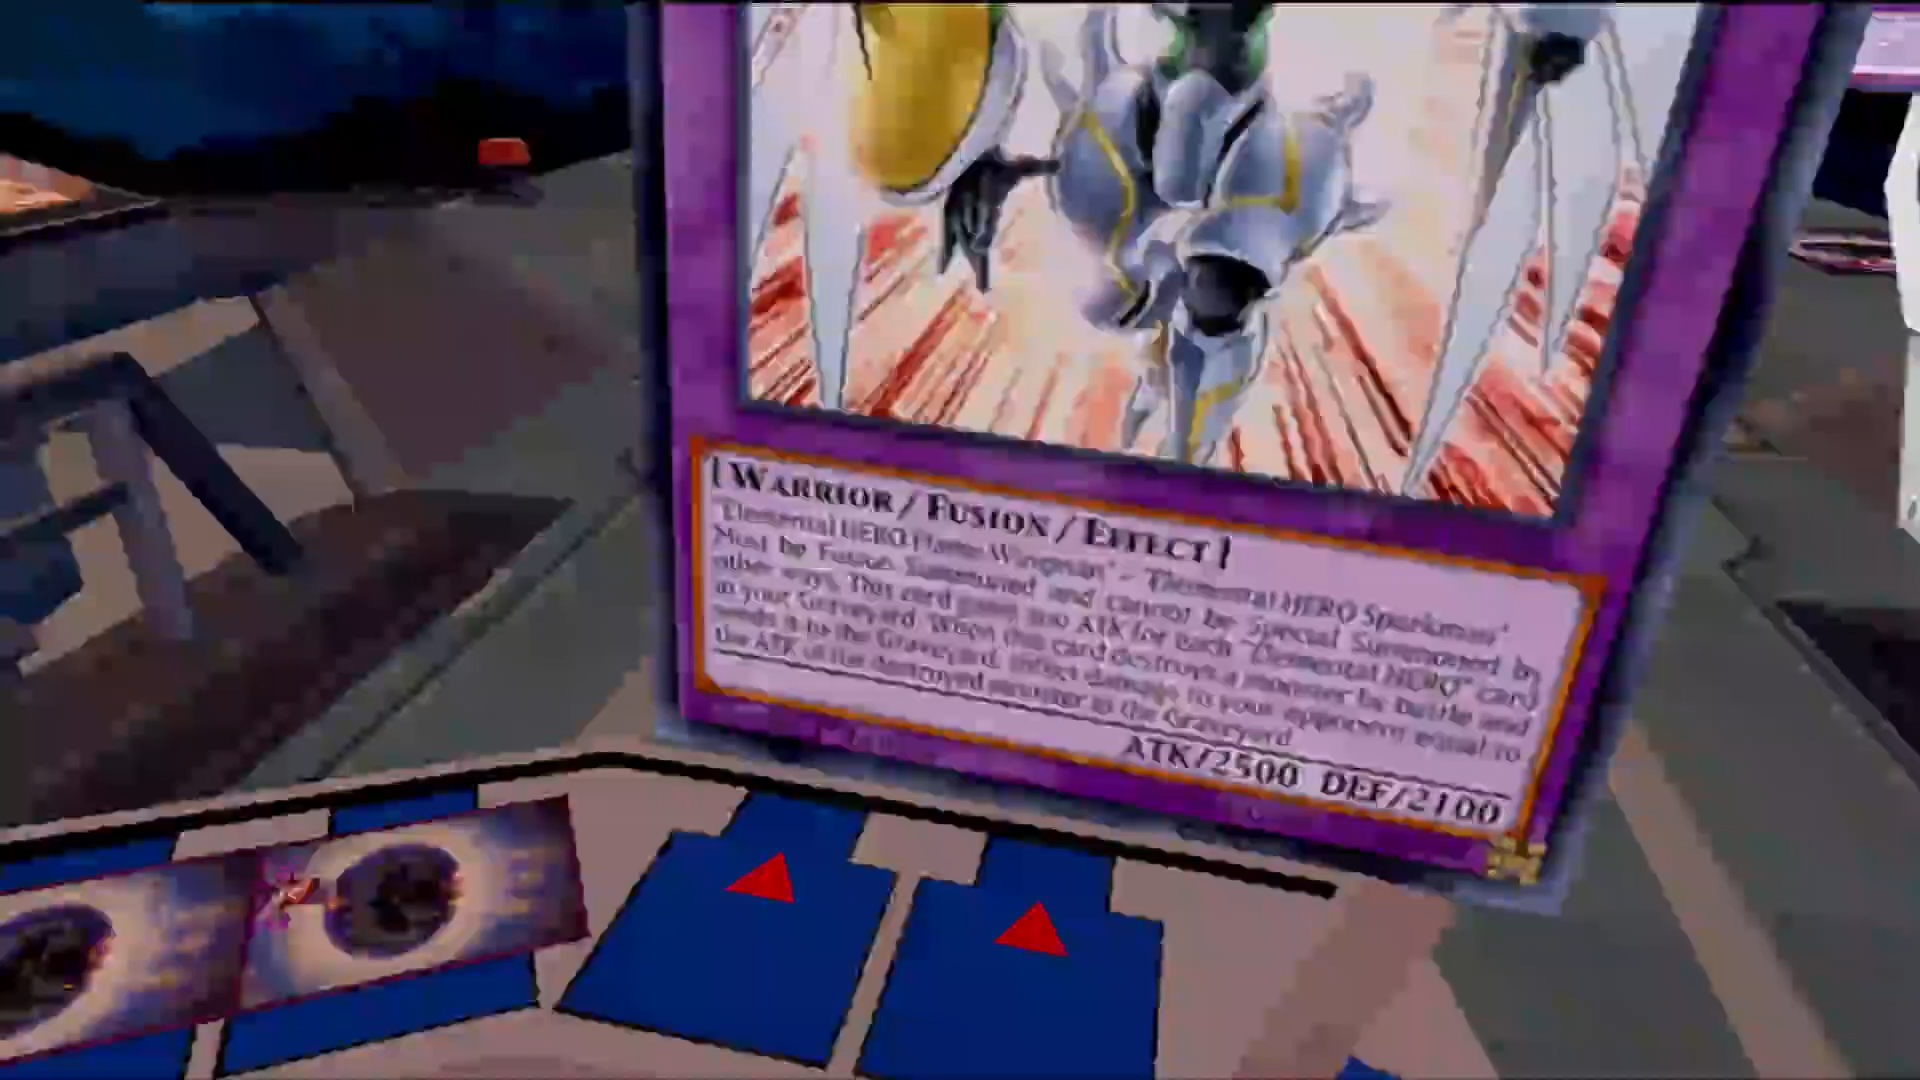 [ WARRIOR / FUSION / EFFECT ]
"Elemental HERO Flame Wingman" + "Elemental HERO Sparkman"
Must be Fusion Summoned and cannot be Special Summoned by
other ways. This card gains 300 ATK for each "Elemental HERO" card
in your Graveyard. When this card destroys a monster by battle and
sends it to the Graveyard, inflict damage to your opponent equal to
the ATK of the destroyed monster in the Graveyard.
ATK/2500 DEF/2100